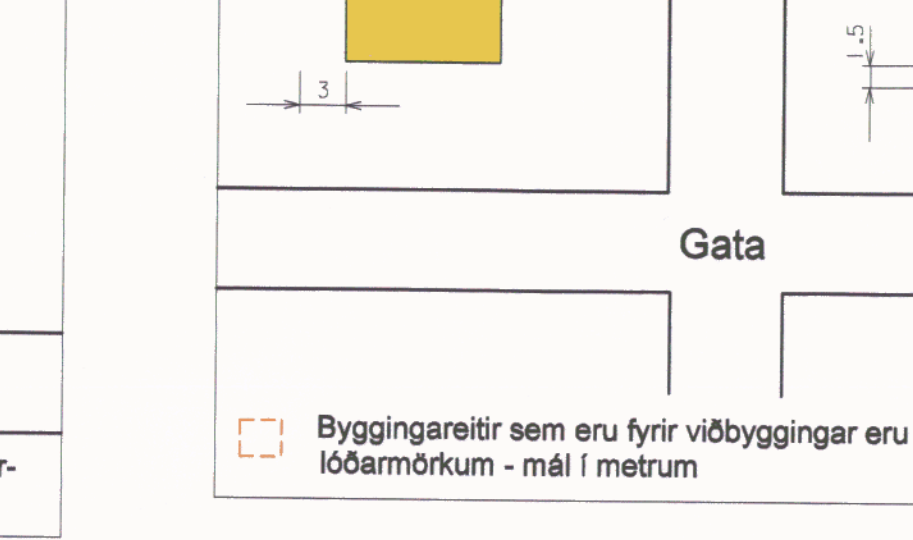 1.5
3
Gata
Byggingareitir sem eru fyrir viðbyggingar eru
lóðarmörkum - mál í metrum
r-